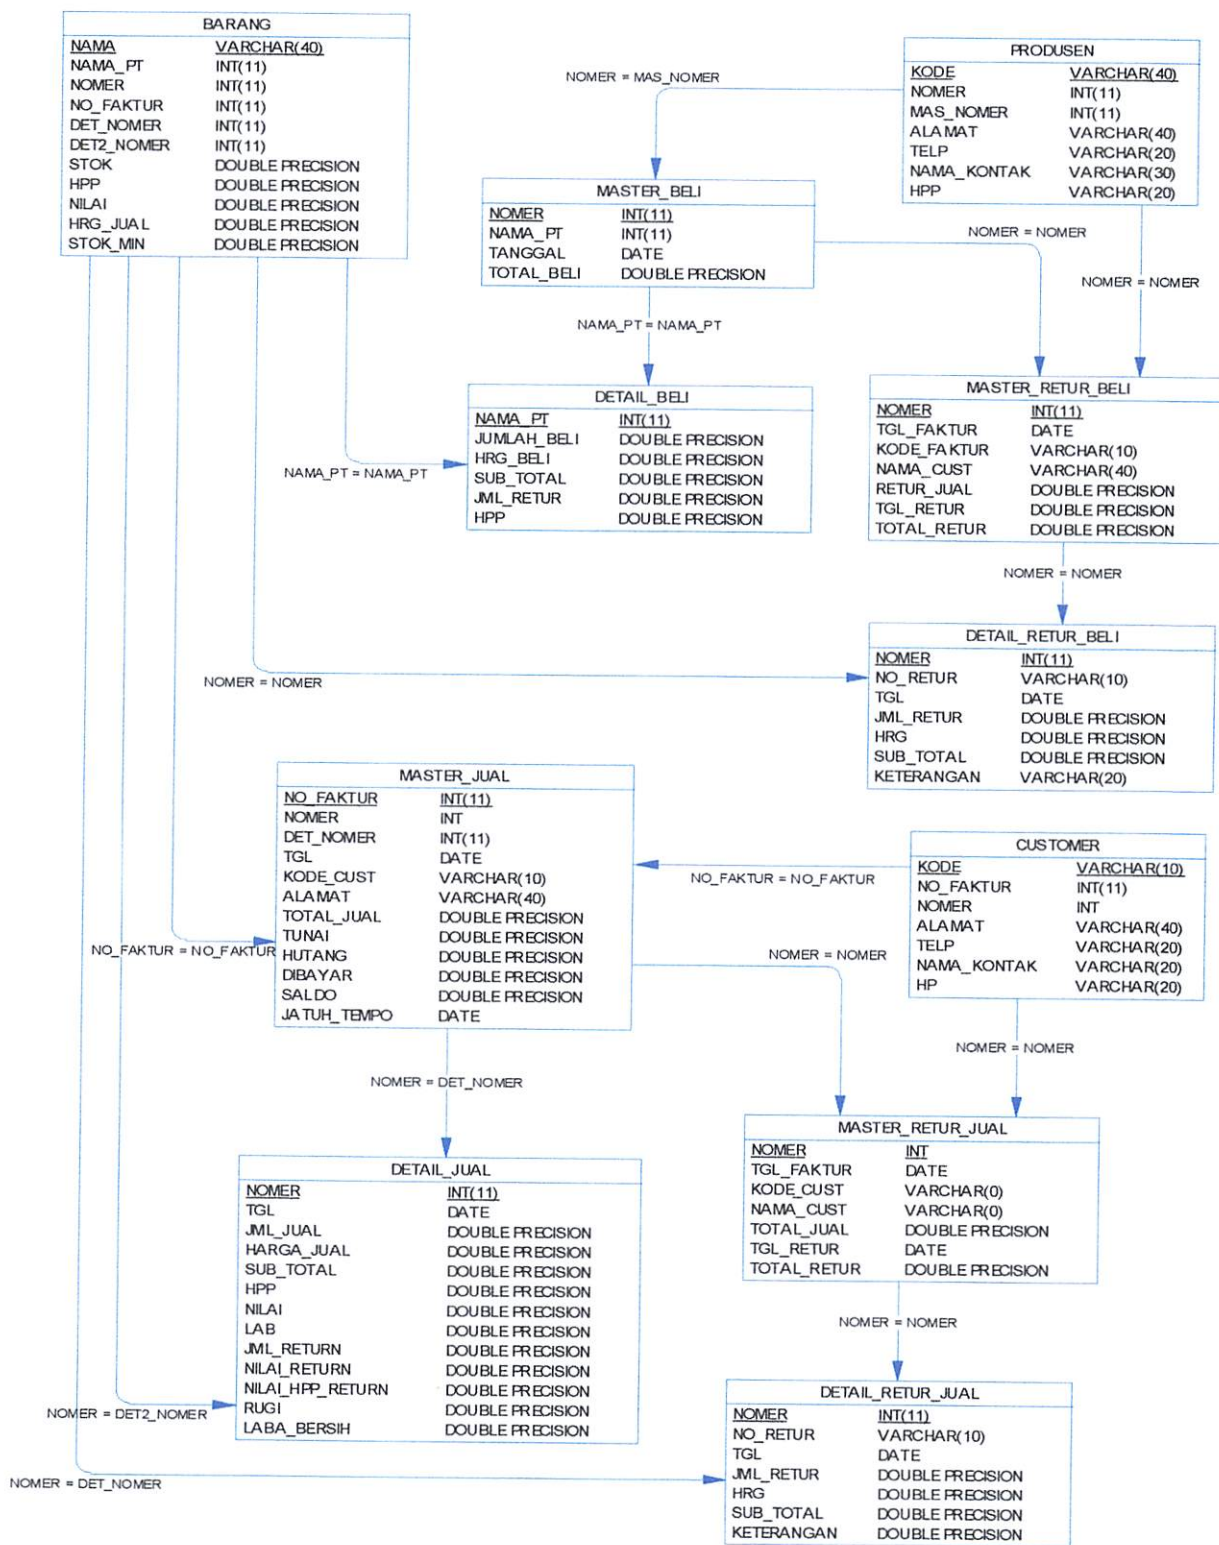 BARANG
NAMA VARCHAR(40)
NAMA_PT INT(11)
NOMER INT(11)
NO_FAKTUR INT(11)
DET_NOMER INT(11)
DET2_NOMER INT(11)
STOK DOUBLE PRECISION
HPP DOUBLE PRECISION
NILAI DOUBLE PRECISION
HRG_JUAL DOUBLE PRECISION
STOK_MIN DOUBLE PRECISION
PRODUSEN
KODE VARCHAR(40)
NOMER INT(11)
MAS_NOMER INT(11)
ALAMAT VARCHAR(40)
TELP VARCHAR(20)
NAMA_KONTAK VARCHAR(30)
HPP VARCHAR(20)
NOMER = MAS_NOMER
MASTER_BELI
NOMER INT(11)
NAMA_PT INT(11)
TANGGAL DATE
TOTAL_BELI DOUBLE PRECISION
NOMER = NOMER
NOMER = NOMER
NAMA_PT = NAMA_PT
DETAIL_BELI
NAMA_PT INT(11)
JUMLAH_BELI DOUBLE PRECISION
HRG_BELI DOUBLE PRECISION
SUB_TOTAL DOUBLE PRECISION
JML_RETUR DOUBLE PRECISION
HPP DOUBLE PRECISION
NAMA_PT = NAMA_PT
MASTER_RETUR_BELI
NOMER INT(11)
TGL_FAKTUR DATE
KODE_FAKTUR VARCHAR(10)
NAMA_CUST VARCHAR(40)
RETUR_JUAL DOUBLE PRECISION
TGL_RETUR DOUBLE PRECISION
TOTAL_RETUR DOUBLE PRECISION
NOMER = NOMER
DETAIL_RETUR_BELI
NOMER INT(11)
NO_RETUR VARCHAR(10)
TGL DATE
JML_RETUR DOUBLE PRECISION
HRG DOUBLE PRECISION
SUB_TOTAL DOUBLE PRECISION
KETERANGAN VARCHAR(20)
NOMER = NOMER
MASTER_JUAL
NO_FAKTUR INT(11)
NOMER INT
DET_NOMER INT(11)
TGL DATE
KODE_CUST VARCHAR(10)
ALAMAT VARCHAR(40)
TOTAL_JUAL DOUBLE PRECISION
TUNAI DOUBLE PRECISION
HUTANG DOUBLE PRECISION
DIBAYAR DOUBLE PRECISION
SALDO DOUBLE PRECISION
JATUH_TEMPO DATE
NO_FAKTUR = NO_FAKTUR
NO_FAKTUR = NO_FAKTUR
CUSTOMER
KODE VARCHAR(10)
NO_FAKTUR INT(11)
NOMER INT
ALAMAT VARCHAR(40)
TELP VARCHAR(20)
NAMA_KONTAK VARCHAR(20)
HP VARCHAR(20)
NOMER = NOMER
NOMER = NOMER
NOMER = DET_NOMER
MASTER_RETUR_JUAL
NOMER INT
TGL_FAKTUR DATE
KODE_CUST VARCHAR(0)
NAMA_CUST VARCHAR(0)
TOTAL_JUAL DOUBLE PRECISION
TGL_RETUR DATE
TOTAL_RETUR DOUBLE PRECISION
DETAIL_JUAL
NOMER INT(11)
TGL DATE
JML_JUAL DOUBLE PRECISION
HARGA_JUAL DOUBLE PRECISION
SUB_TOTAL DOUBLE PRECISION
HPP DOUBLE PRECISION
NILAI DOUBLE PRECISION
LAB DOUBLE PRECISION
JML_RETURN DOUBLE PRECISION
NILAI_RETURN DOUBLE PRECISION
NILAI_HPP_RETURN DOUBLE PRECISION
RUGI DOUBLE PRECISION
LABA_BERSIH DOUBLE PRECISION
NOMER = NOMER
NOMER = DET2_NOMER
NOMER = DET_NOMER
DETAIL_RETUR_JUAL
NOMER INT(11)
NO_RETUR VARCHAR(10)
TGL DATE
JML_RETUR DOUBLE PRECISION
HRG DOUBLE PRECISION
SUB_TOTAL DOUBLE PRECISION
KETERANGAN DOUBLE PRECISION